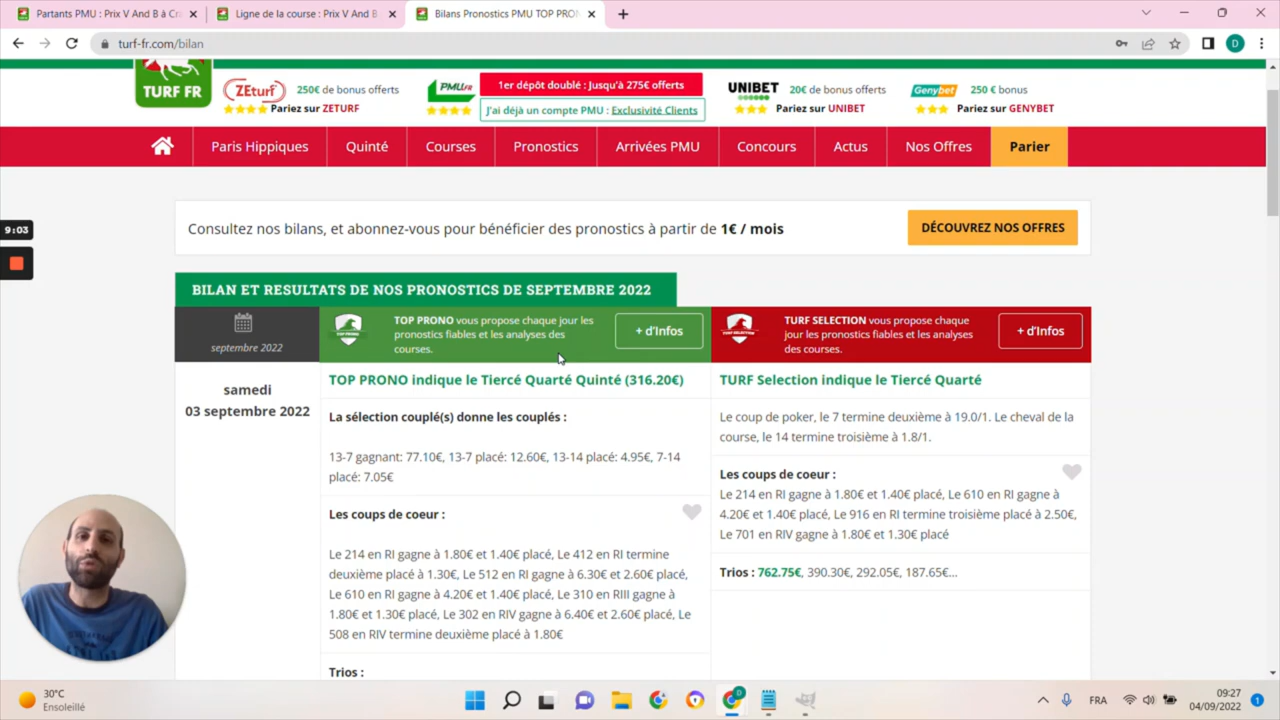 Partants PMU : Prix V And B à Cr
Ligne de la course : Prix V And B
Bilans Pronostics PMU TOP PRON
turf-fr.com/bilan
D
TURF FR
ZEturf
250€ de bonus offerts
Pariez sur ZETURF
PMU.FR
1er dépôt doublé : Jusqu'à 275€ offerts
J'ai déjà un compte PMU : Exclusivité Clients
UNIBET
20€ de bonus offerts
Pariez sur UNIBET
Genybet
250 € bonus
Pariez sur GENYBET
Paris Hippiques
Quinté
Courses
Pronostics
Arrivées PMU
Concours
Actus
Nos Offres
Parier
9:03
Consultez nos bilans, et abonnez-vous pour bénéficier des pronostics à partir de 1€ / mois
DÉCOUVREZ NOS OFFRES
BILAN ET RESULTATS DE NOS PRONOSTICS DE SEPTEMBRE 2022
septembre 2022
TOP PRONO
TOP PRONO vous propose chaque jour les
pronostics fiables et les analyses des
courses.
+ d'Infos
TURF SELECTION
TURF SELECTION vous propose chaque
jour les pronostics fiables et les analyses
des courses.
+ d'Infos
samedi
03 septembre 2022
TOP PRONO indique le Tiercé Quarté Quinté (316.20€)
La sélection couplé(s) donne les couplés :
13-7 gagnant: 77.10€, 13-7 placé: 12.60€, 13-14 placé: 4.95€, 7-14
placé: 7.05€
Les coups de coeur :
Le 214 en RI gagne à 1.80€ et 1.40€ placé, Le 412 en RI termine
deuxième placé à 1.30€, Le 512 en RI gagne à 6.30€ et 2.60€ placé,
Le 610 en RI gagne à 4.20€ et 1.40€ placé, Le 310 en RIII gagne à
1.80€ et 1.30€ placé, Le 302 en RIV gagne à 6.40€ et 2.60€ placé, Le
508 en RIV termine deuxième placé à 1.80€
Trios :
TURF Selection indique le Tiercé Quarté
Le coup de poker, le 7 termine deuxième à 19.0/1. Le cheval de la
course, le 14 termine troisième à 1.8/1.
Les coups de coeur :
Le 214 en RI gagne à 1.80€ et 1.40€ placé, Le 610 en RI gagne à
4.20€ et 1.40€ placé, Le 916 en RI termine troisième placé à 2.50€,
Le 701 en RIV gagne à 1.80€ et 1.30€ placé
Trios : 762.75€, 390.30€, 292.05€, 187.65€...
30°C
Ensoleillé
D
FRA
09:27
04/09/2022
1